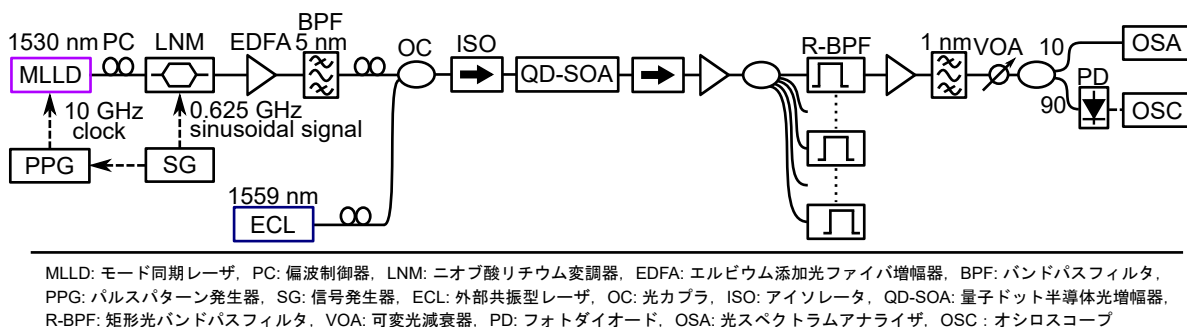 1530 nm
PC
LNM
EDFA
BPF
5 nm
OC
ISO
R-BPF
1 nm
VOA
10
OSA
MLLD
QD-SOA
PD
10 GHz
clock
0.625 GHz
sinusoidal signal
90
OSC
PPG
SG
1559 nm
ECL
MLLD: モード同期レーザ, PC: 偏波制御器, LNM: ニオブ酸リチウム変調器, EDFA: エルビウム添加光ファイバ増幅器, BPF: バンドパスフィルタ,
PPG: パルスパターン発生器, SG: 信号発生器, ECL: 外部共振型レーザ, OC: 光カプラ, ISO: アイソレータ, QD-SOA: 量子ドット半導体光増幅器,
R-BPF: 矩形光バンドパスフィルタ, VOA: 可変光減衰器, PD: フォトダイオード, OSA: 光スペクトラムアナライザ, OSC：オシロスコープ